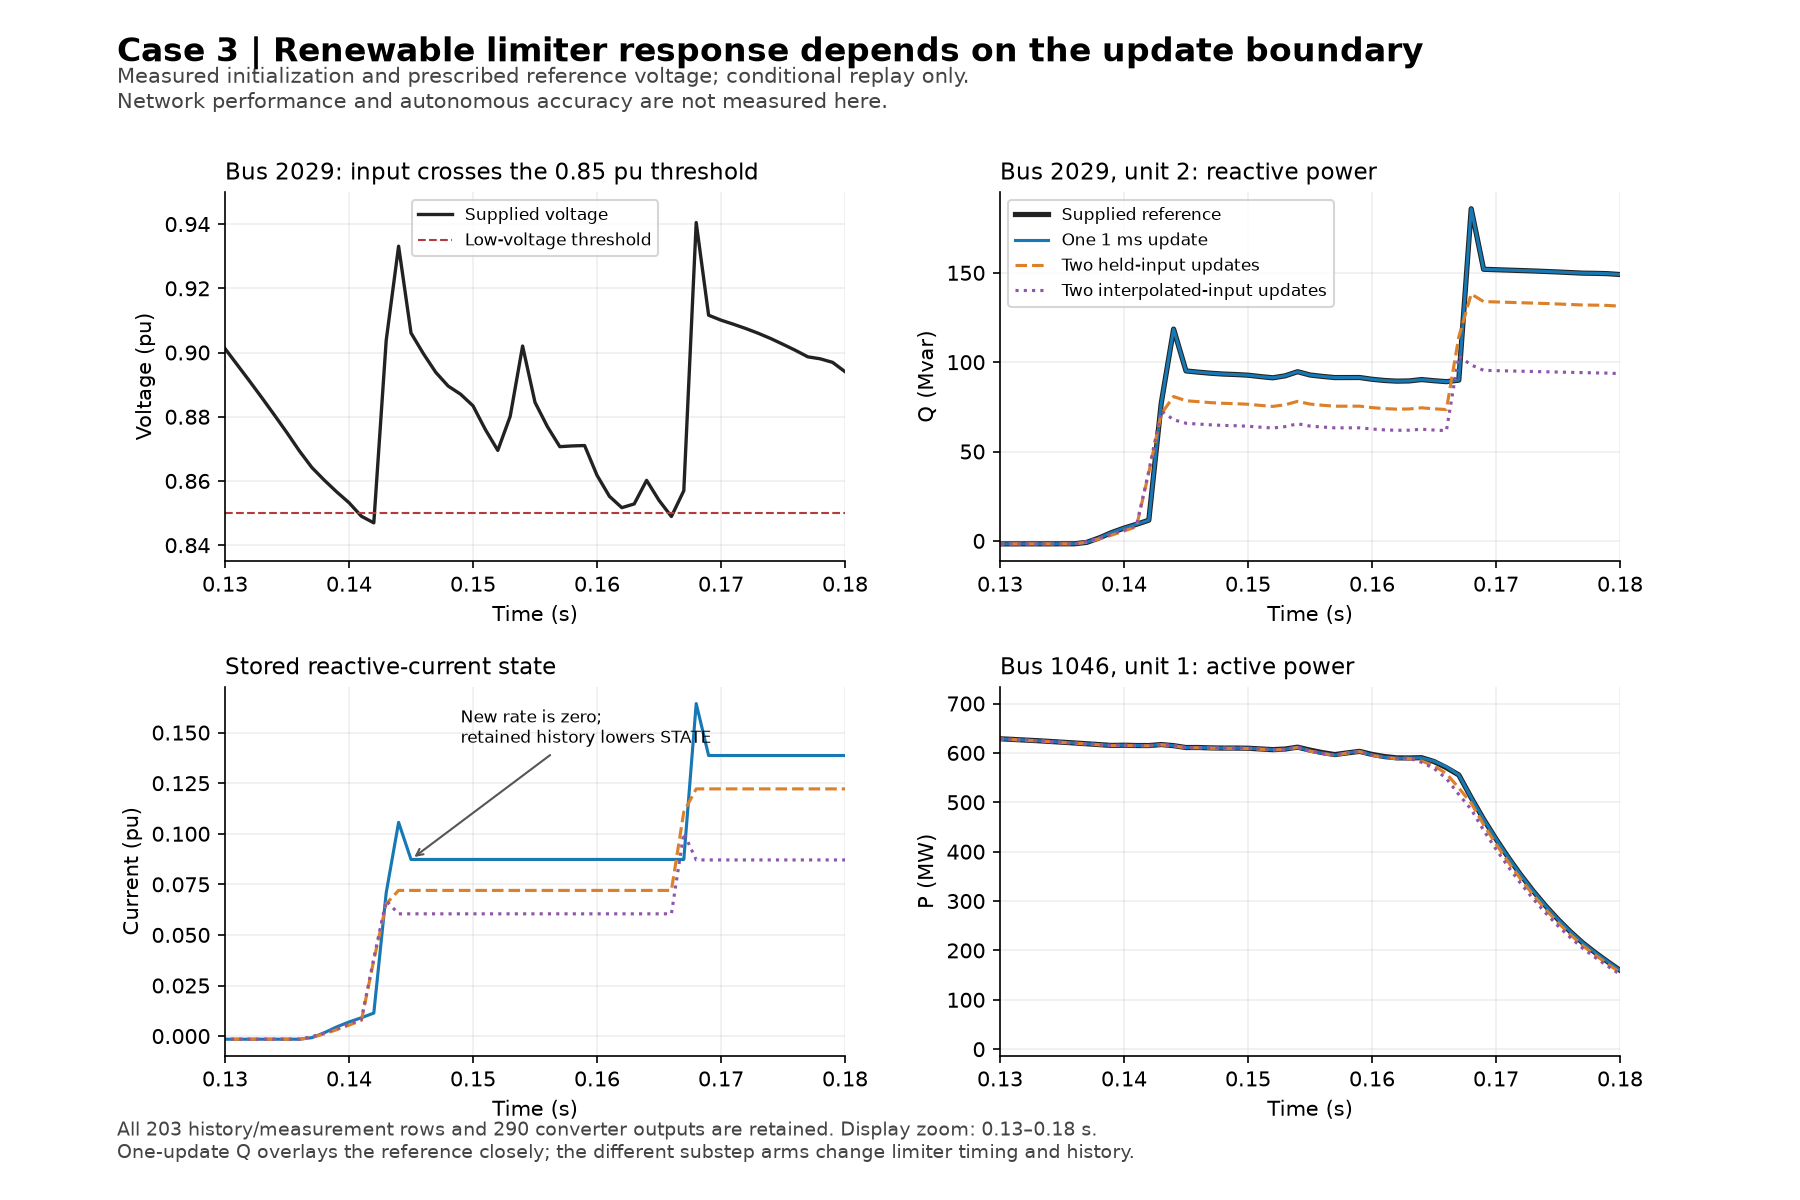 Case 3 | Renewable limiter response depends on the update boundary
Measured initialization and prescribed reference voltage; conditional replay only.
Network performance and autonomous accuracy are not measured here.
Bus 2029: input crosses the 0.85 pu threshold
Supplied voltage
Low-voltage threshold
Voltage (pu)
0.94
0.92
0.90
0.88
0.86
0.84
0.13 0.14 0.15 0.16 0.17 0.18
Time (s)
Bus 2029, unit 2: reactive power
Supplied reference
One 1 ms update
Two held-input updates
Two interpolated-input updates
Q (Mvar)
150
100
50
0
0.13 0.14 0.15 0.16 0.17 0.18
Time (s)
Stored reactive-current state
New rate is zero;
retained history lowers STATE
Current (pu)
0.150
0.125
0.100
0.075
0.050
0.025
0.000
0.13 0.14 0.15 0.16 0.17 0.18
Time (s)
Bus 1046, unit 1: active power
P (MW)
700
600
500
400
300
200
100
0
0.13 0.14 0.15 0.16 0.17 0.18
Time (s)
All 203 history/measurement rows and 290 converter outputs are retained. Display zoom: 0.13–0.18 s.
One-update Q overlays the reference closely; the different substep arms change limiter timing and history.